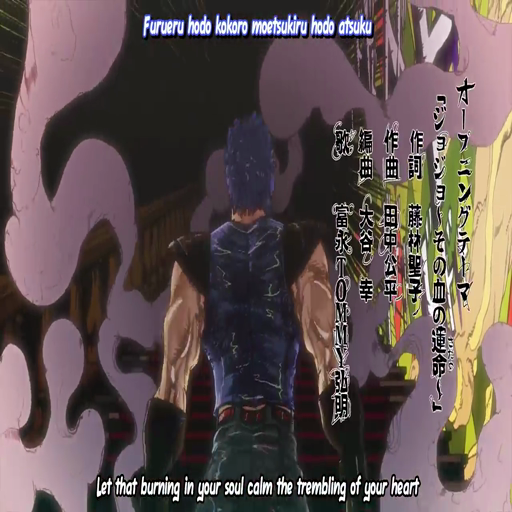 Furueru hodo kokoro moetsukiru hodo atsuku
オープニングテーマ
「ジョジョ～その血の運命～」
さだめ
作詞 藤林聖子
作曲 田中公平
編曲 大谷 幸
歌 富永TOMMY弘明
Let that burning in your soul calm the trembling of your heart